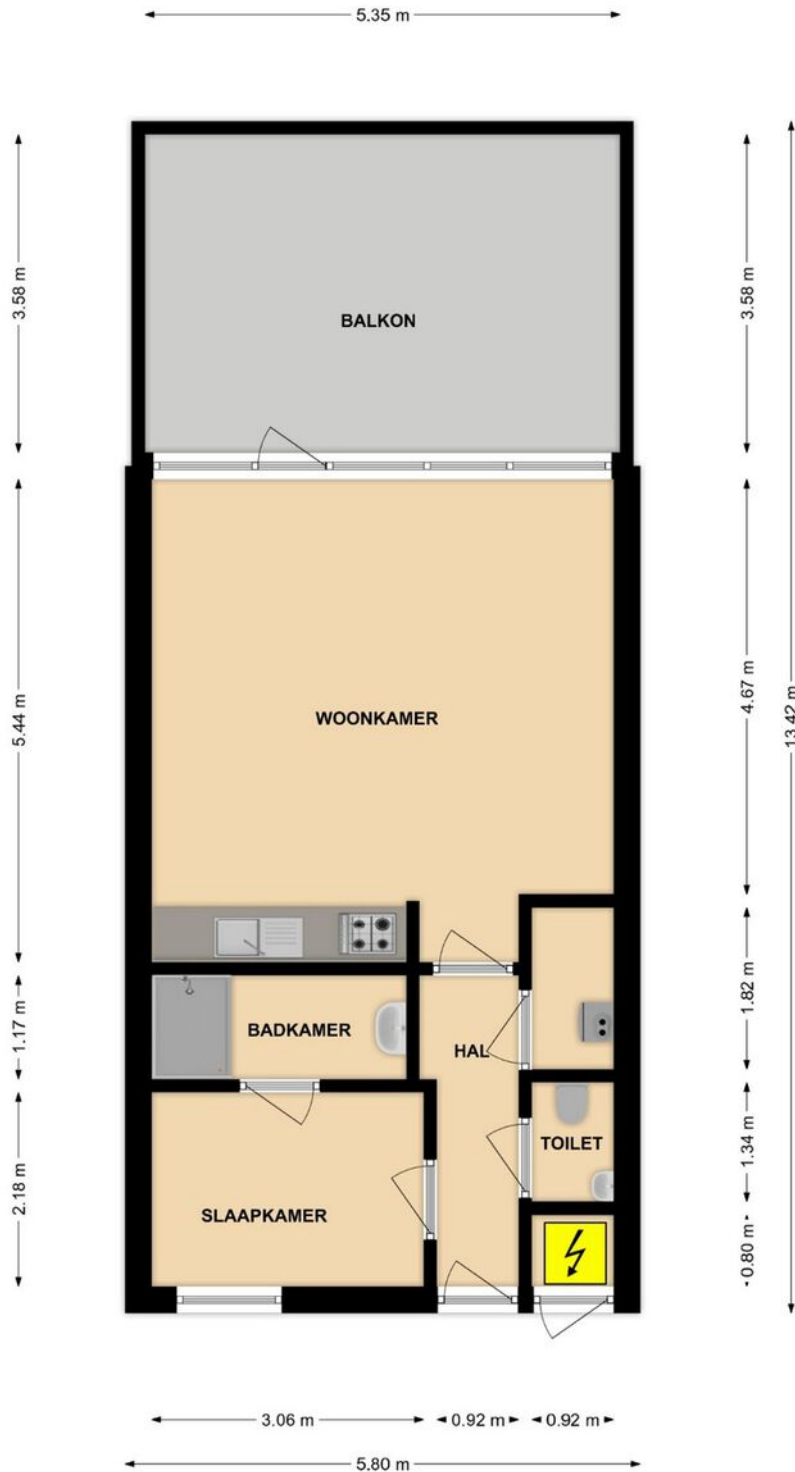 5.35 m
3.58 m
BALKON
3.58 m
5.44 m
WOONKAMER
4.67 m
13.42 m
1.17 m
BADKAMER
HAL
1.82 m
2.18 m
SLAAPKAMER
TOILET
1.34 m
0.80 m
3.06 m
0.92 m
0.92 m
5.80 m